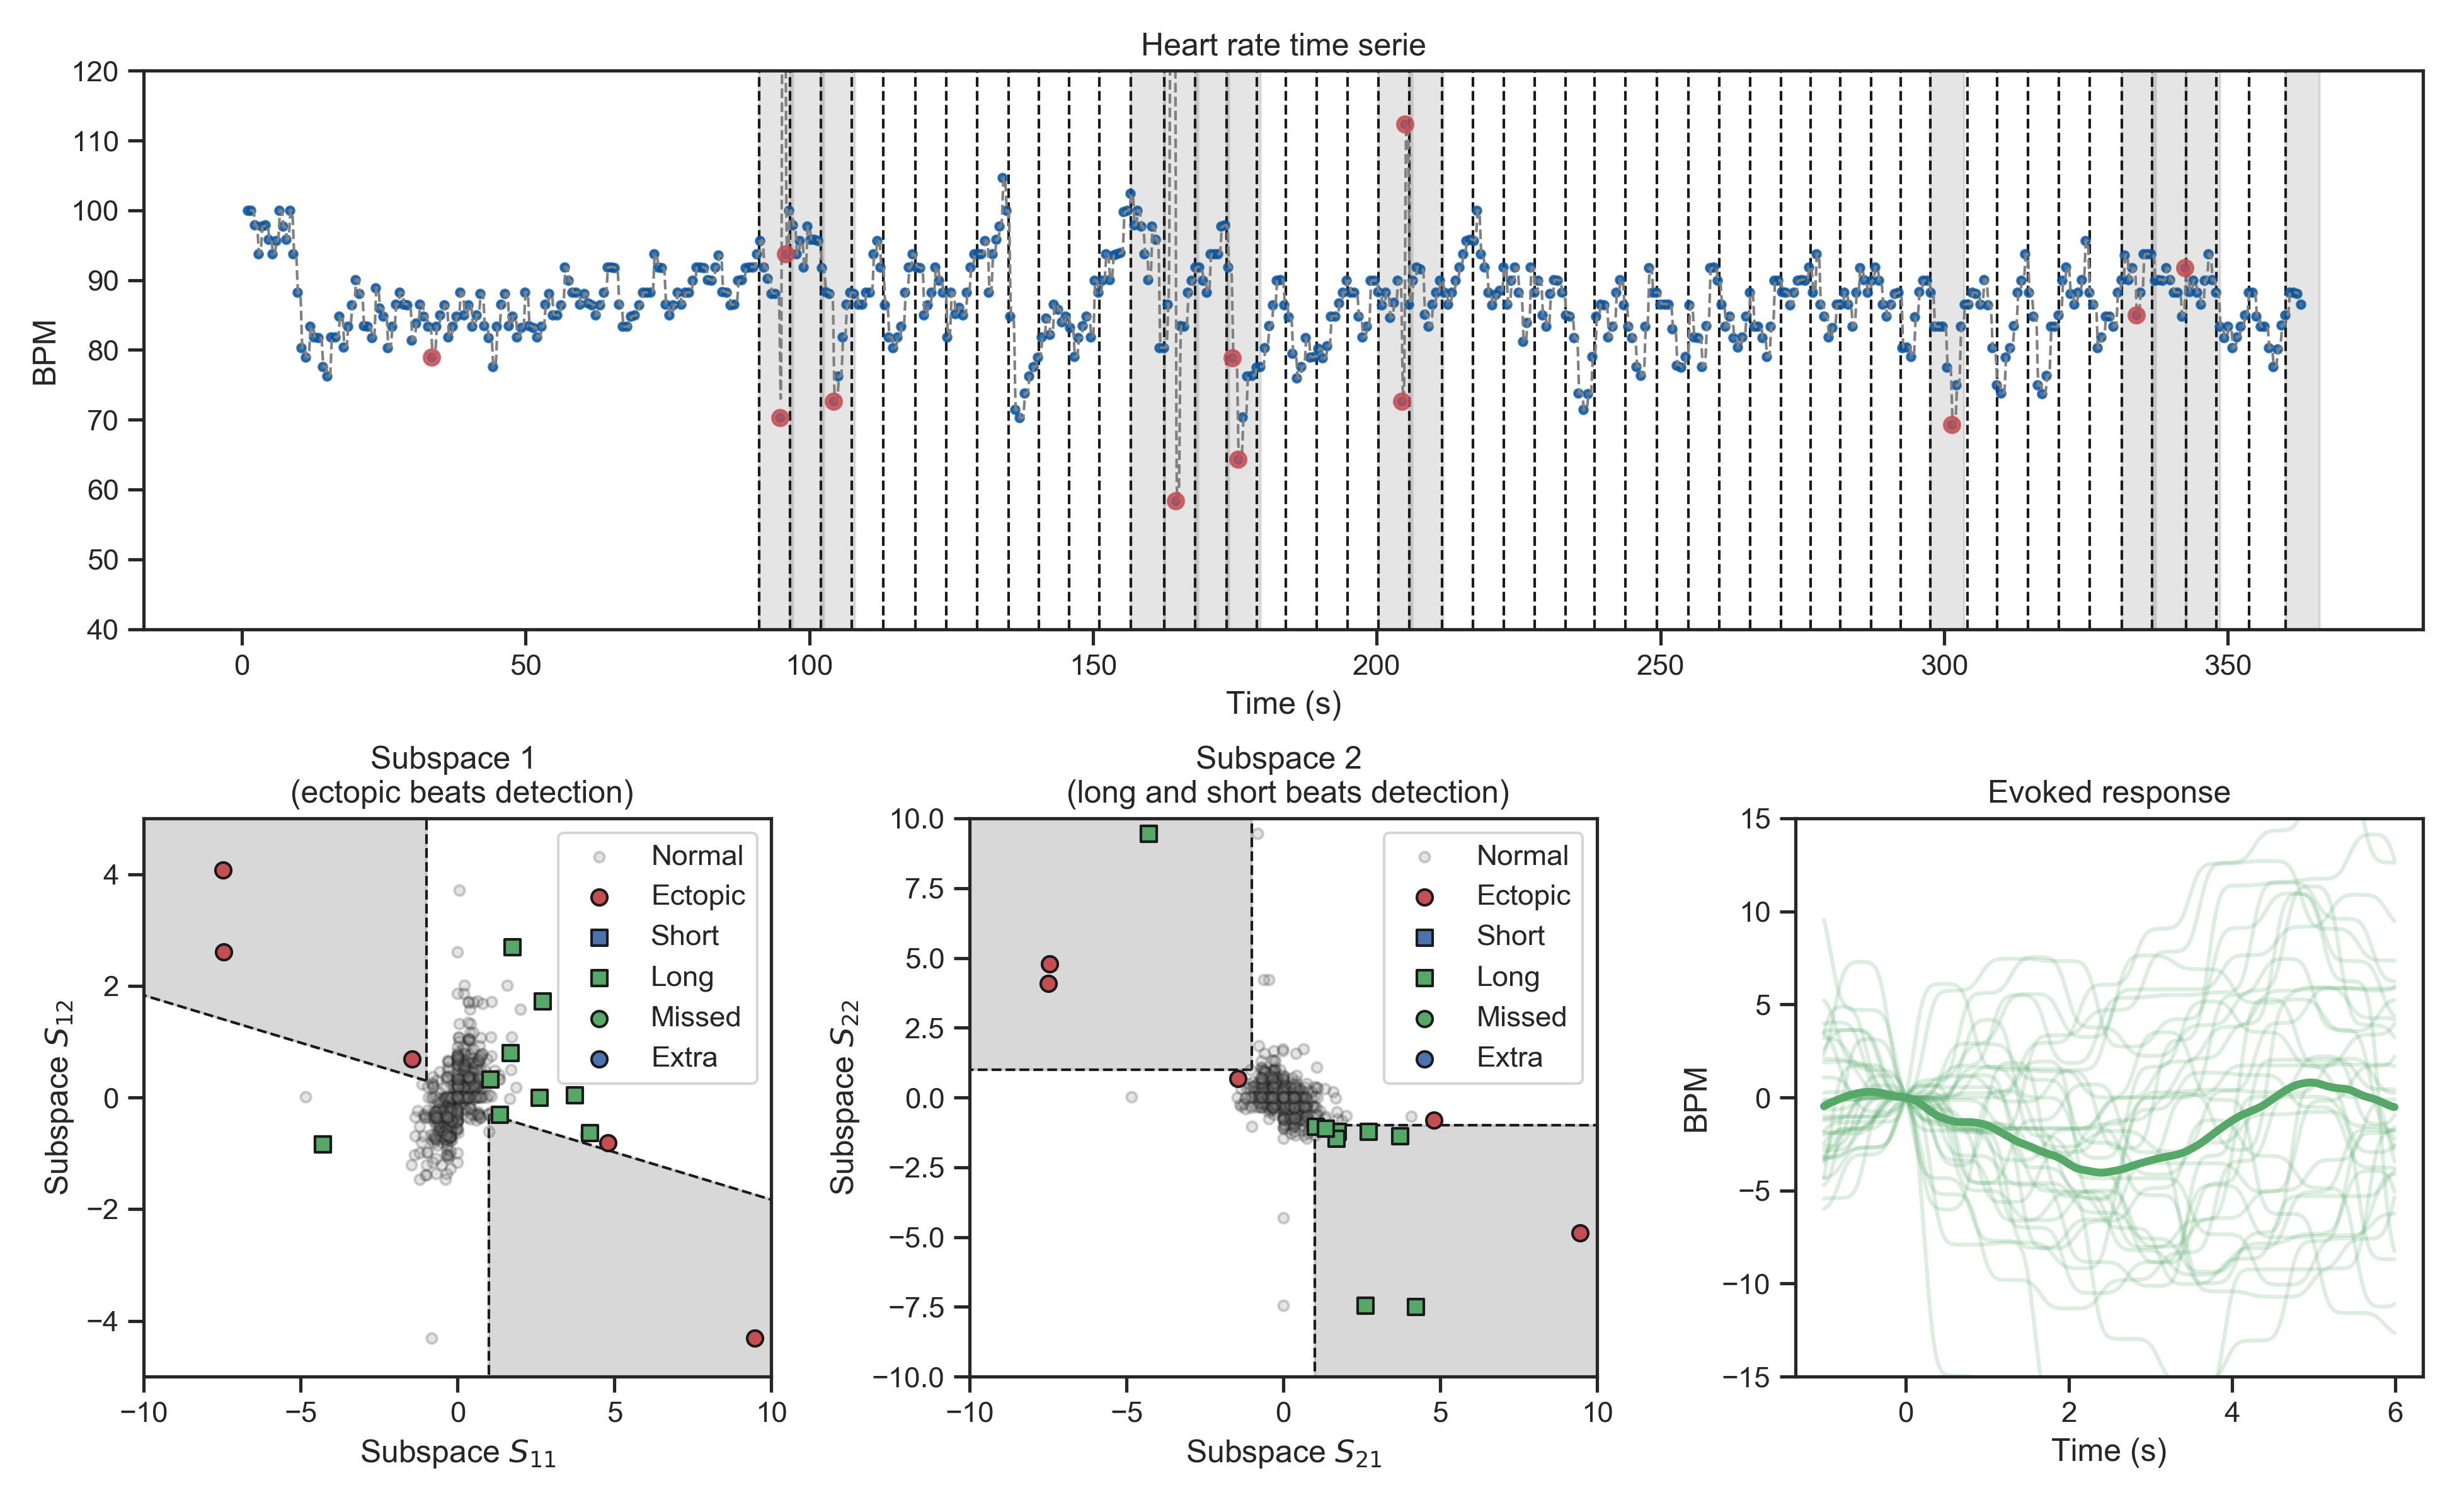 Heart rate time serie
120
110
100
90
80
70
60
50
40
BPM
0 50 100 150 200 250 300 350
Time (s)
Subspace 1
(ectopic beats detection)
4
2
0
−2
−4
Subspace S12
Normal
Ectopic
Short
Long
Missed
Extra
−10 −5 0 5 10
Subspace S11
Subspace 2
(long and short beats detection)
10.0
7.5
5.0
2.5
0.0
−2.5
−5.0
−7.5
−10.0
Subspace S22
Normal
Ectopic
Short
Long
Missed
Extra
−10 −5 0 5 10
Subspace S21
Evoked response
15
10
5
0
−5
−10
−15
BPM
0 2 4 6
Time (s)